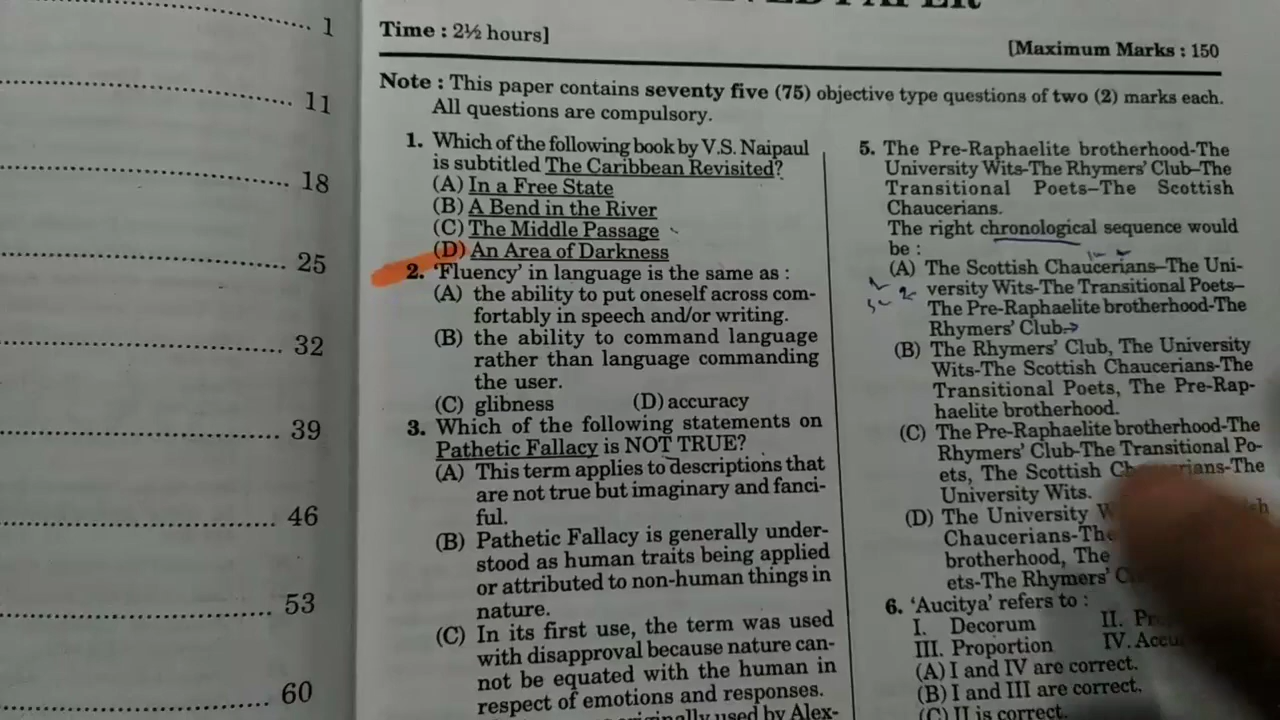 1
11
18
25
32
39
46
53
60
PAPER
Time : 2½ hours]
[Maximum Marks : 150
Note : This paper contains seventy five (75) objective type questions of two (2) marks each.
All questions are compulsory.
1. Which of the following book by V.S. Naipaul
is subtitled The Caribbean Revisited?
(A) In a Free State
(B) A Bend in the River
(C) The Middle Passage
(D) An Area of Darkness
2. 'Fluency' in language is the same as :
(A) the ability to put oneself across com-
fortably in speech and/or writing.
(B) the ability to command language
rather than language commanding
the user.
(C) glibness (D) accuracy
3. Which of the following statements on
Pathetic Fallacy is NOT TRUE?
(A) This term applies to descriptions that
are not true but imaginary and fanci-
ful.
(B) Pathetic Fallacy is generally under-
stood as human traits being applied
or attributed to non-human things in
nature.
(C) In its first use, the term was used
with disapproval because nature can-
not be equated with the human in
respect of emotions and responses.
originally used by Alex-
5. The Pre-Raphaelite brotherhood-The
University Wits-The Rhymers' Club-The
Transitional Poets-The Scottish
Chaucerians.
The right chronological sequence would
be :
(A) The Scottish Chaucerians-The Uni-
versity Wits-The Transitional Poets-
The Pre-Raphaelite brotherhood-The
Rhymers' Club
(B) The Rhymers' Club, The University
Wits-The Scottish Chaucerians-The
Transitional Poets, The Pre-Rap-
haelite brotherhood.
(C) The Pre-Raphaelite brotherhood-The
Rhymers' Club-The Transitional Po-
ets, The Scottish Chaucerians-The
University Wits.
(D) The University
Chaucerians-The
brotherhood, The
ets-The Rhymers'
6. 'Aucitya' refers to :
I. Decorum II.
III. Proportion IV.
(A) I and IV are correct.
(B) I and III are correct.
(C) II is correct.